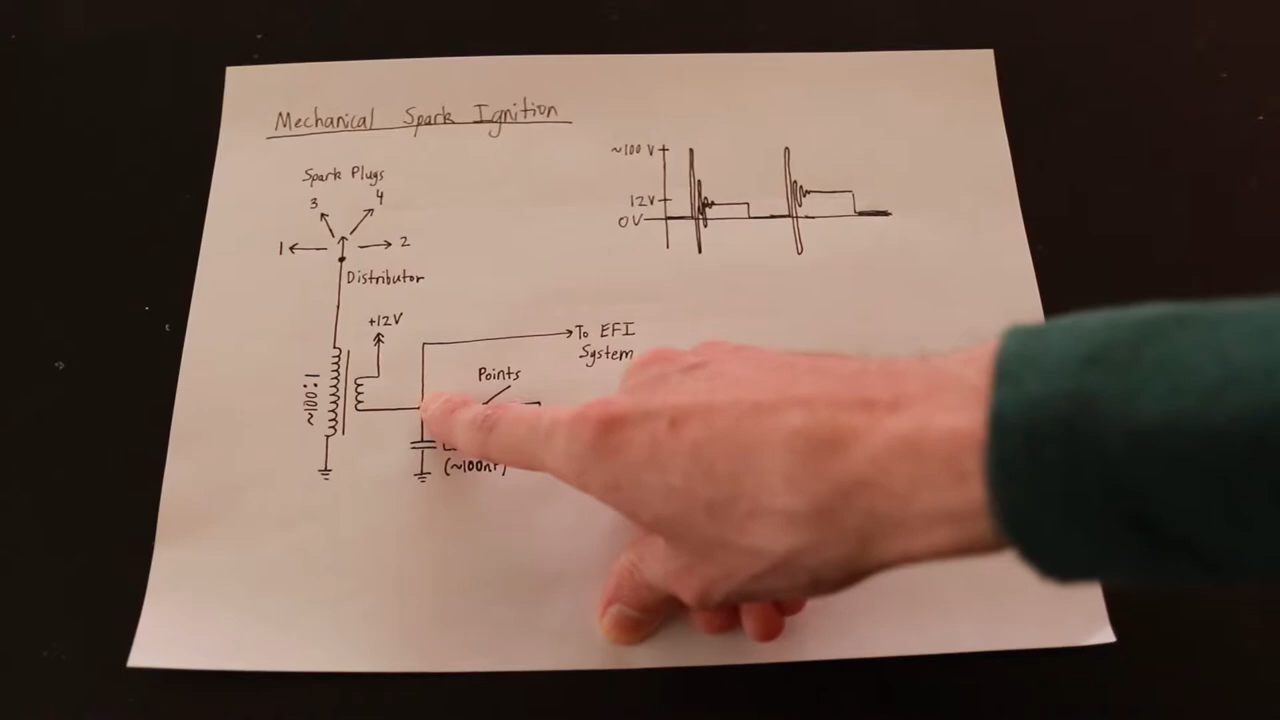 Mechanical Spark Ignition
Spark Plugs
3 4
1 2
Distributor
+12V
~100:1
To EFI
System
Points
(~100nF)
~100 V
12V
0V